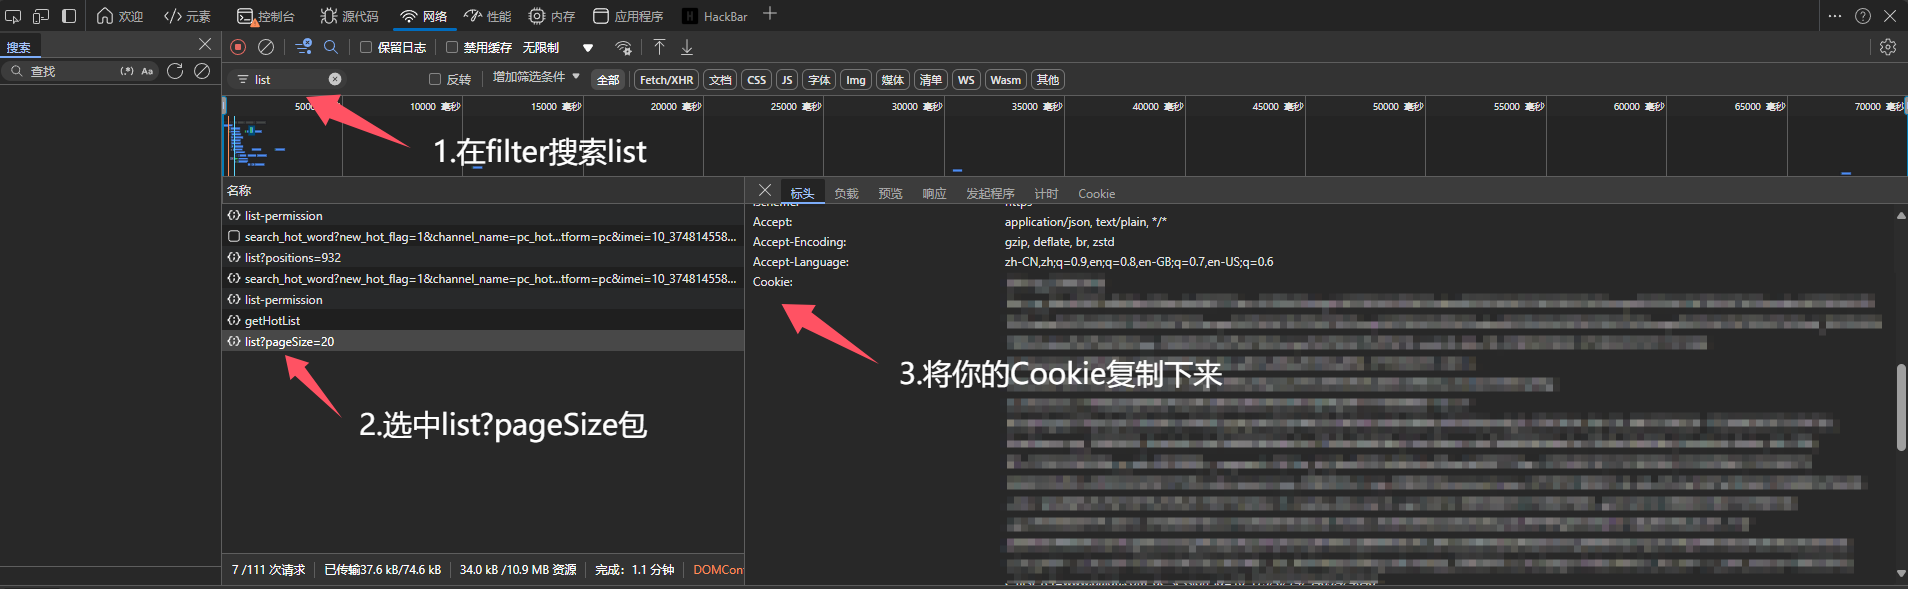 欢迎 元素 控制台 源代码 网络 性能 内存 应用程序 HackBar
搜索 保留日志 禁用缓存 无限制
查找 (.*) Aa list 反转 增加筛选条件 全部 Fetch/XHR 文档 CSS JS 字体 Img 媒体 清单 WS Wasm 其他
10000 毫秒 15000 毫秒 20000 毫秒 25000 毫秒 30000 毫秒 35000 毫秒 40000 毫秒 45000 毫秒 50000 毫秒 55000 毫秒 60000 毫秒 65000 毫秒 70000 毫秒
1.在filter搜索list
名称
list-permission
search_hot_word?new_hot_flag=1&channel_name=pc_hot...tform=pc&imei=10_374814558...
list?positions=932
search_hot_word?new_hot_flag=1&channel_name=pc_hot...tform=pc&imei=10_374814558...
list-permission
getHotList
list?pageSize=20
2.选中list?pageSize包
标头 负载 预览 响应 发起程序 计时 Cookie
Accept: application/json, text/plain, */*
Accept-Encoding: gzip, deflate, br, zstd
Accept-Language: zh-CN,zh;q=0.9,en;q=0.8,en-GB;q=0.7,en-US;q=0.6
Cookie:
3.将你的Cookie复制下来
7 /111 次请求 已传输37.6 kB/74.6 kB 34.0 kB /10.9 MB 资源 完成：1.1 分钟 DOMCon